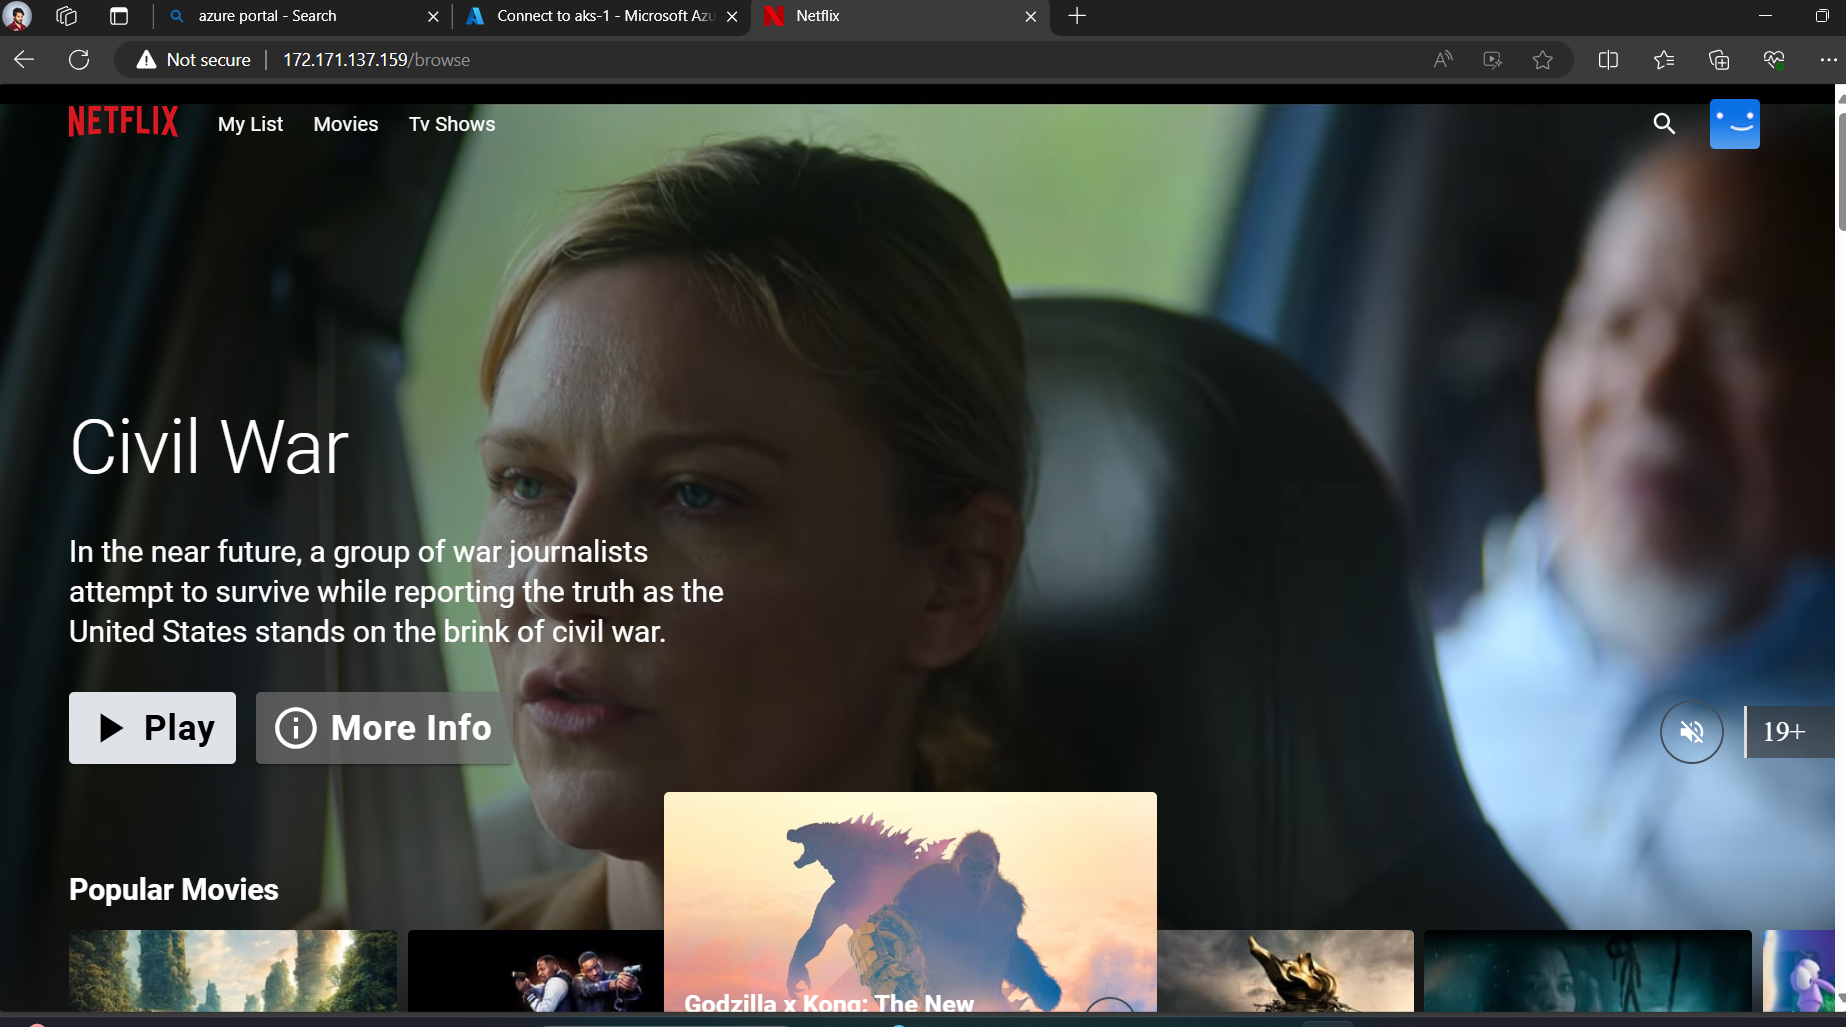 azure portal - Search
Connect to aks-1 - Microsoft Azu
Netflix
Not secure
172.171.137.159/browse
NETFLIX
My List
Movies
Tv Shows
Civil War
In the near future, a group of war journalists
attempt to survive while reporting the truth as the
United States stands on the brink of civil war.
Play
More Info
19+
Popular Movies
Godzilla x Kong: The New